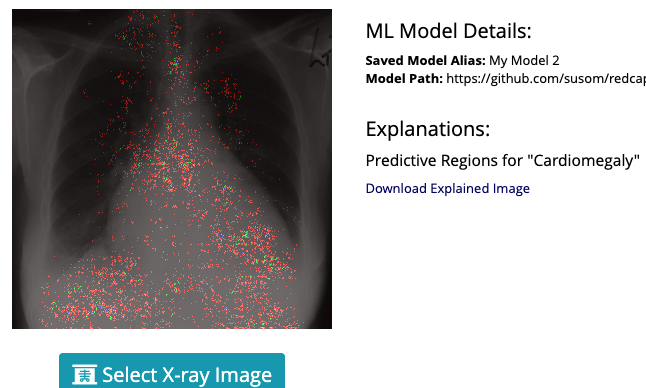 ML Model Details:
Saved Model Alias: My Model 2
Model Path: https://github.com/susom/redcap
Explanations:
Predictive Regions for "Cardiomegaly"
Download Explained Image
Select X-ray Image